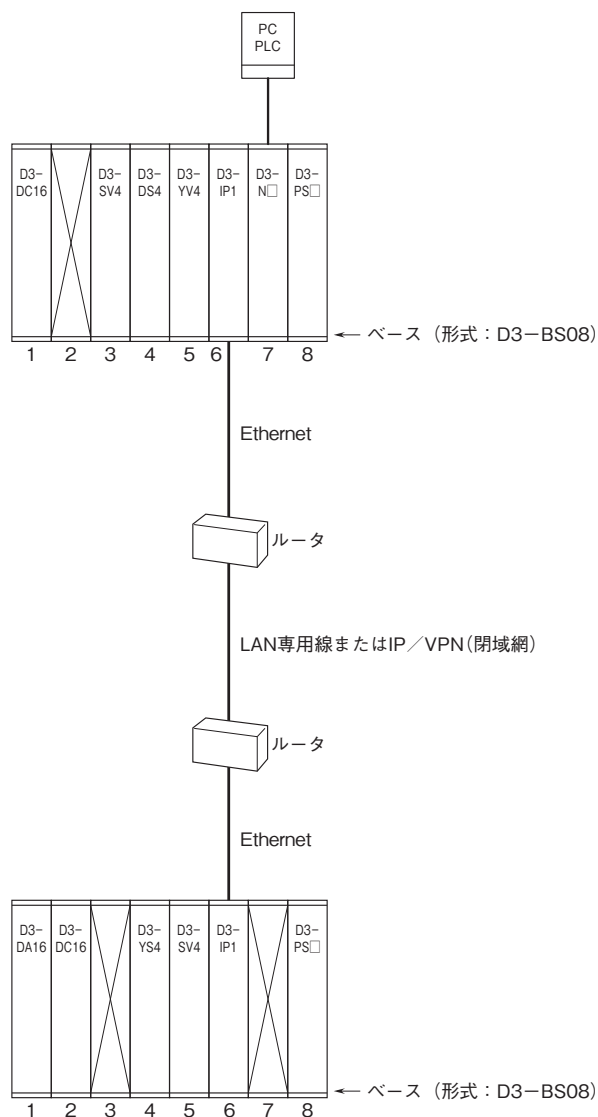 PC
PLC
D3-
DC16
D3-
SV4
D3-
DS4
D3-
YV4
D3-
IP1
D3-
N□
D3-
PS□
1 2 3 4 5 6 7 8
← ベース（形式：D3-BS08）
Ethernet
ルータ
LAN専用線またはIP／VPN（閉域網）
ルータ
Ethernet
D3-
DA16
D3-
DC16
D3-
YS4
D3-
SV4
D3-
IP1
D3-
PS□
1 2 3 4 5 6 7 8
← ベース（形式：D3-BS08）